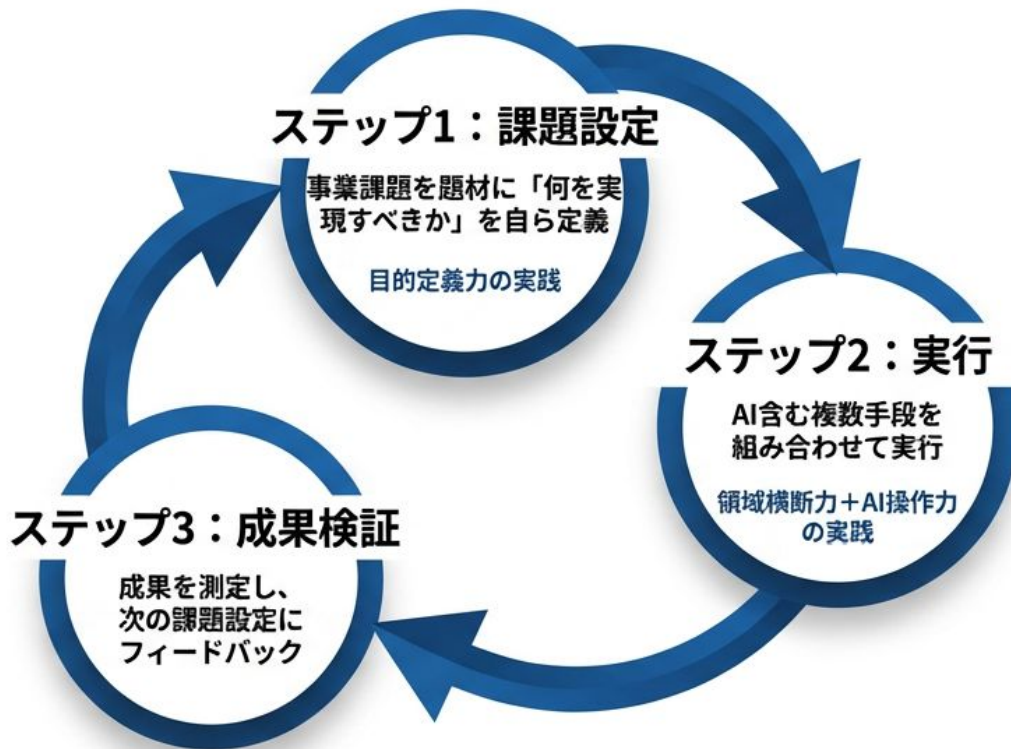 ステップ1：課題設定
事業課題を題材に「何を実
現すべきか」を自ら定義
目的定義力の実践
ステップ2：実行
AI含む複数手段を
組み合わせて実行
領域横断力＋AI操作力
の実践
ステップ3：成果検証
成果を測定し、
次の課題設定に
フィードバック